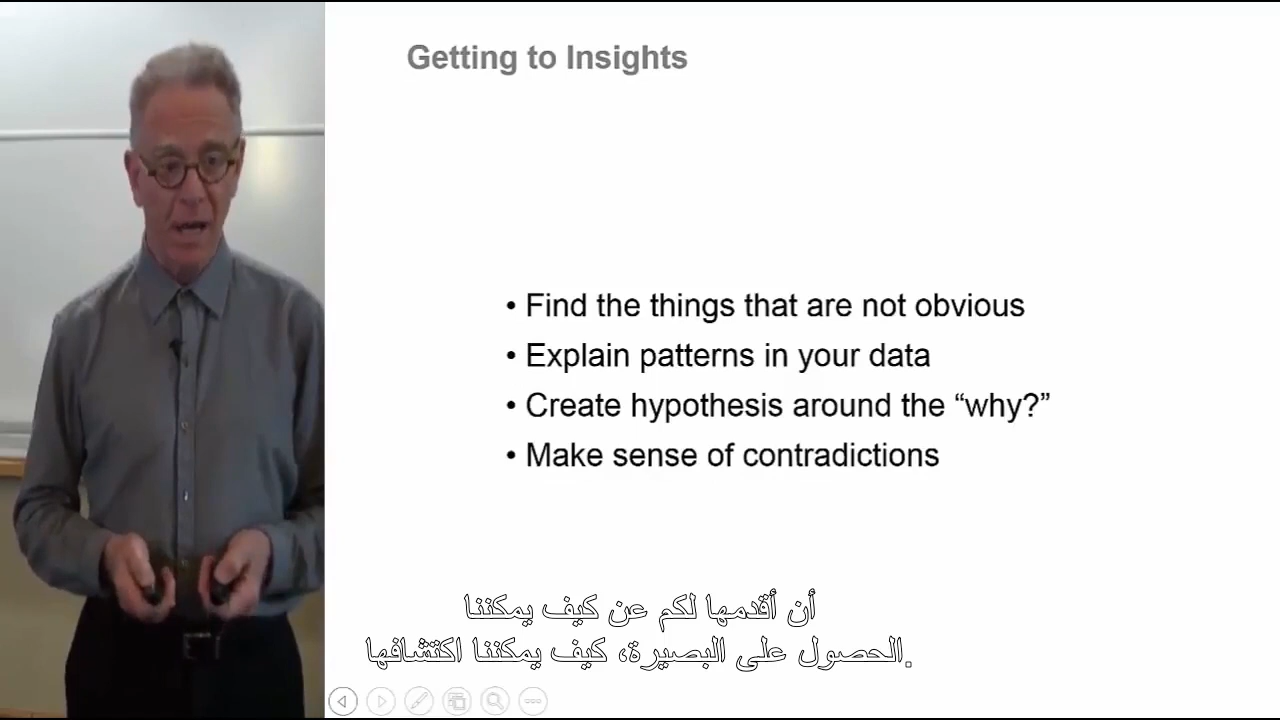 Getting to Insights
• Find the things that are not obvious
• Explain patterns in your data
• Create hypothesis around the “why?”
• Make sense of contradictions
أن أقدمها لكم عن كيف يمكننا
الحصول على البصيرة، كيف يمكننا اكتشافها.